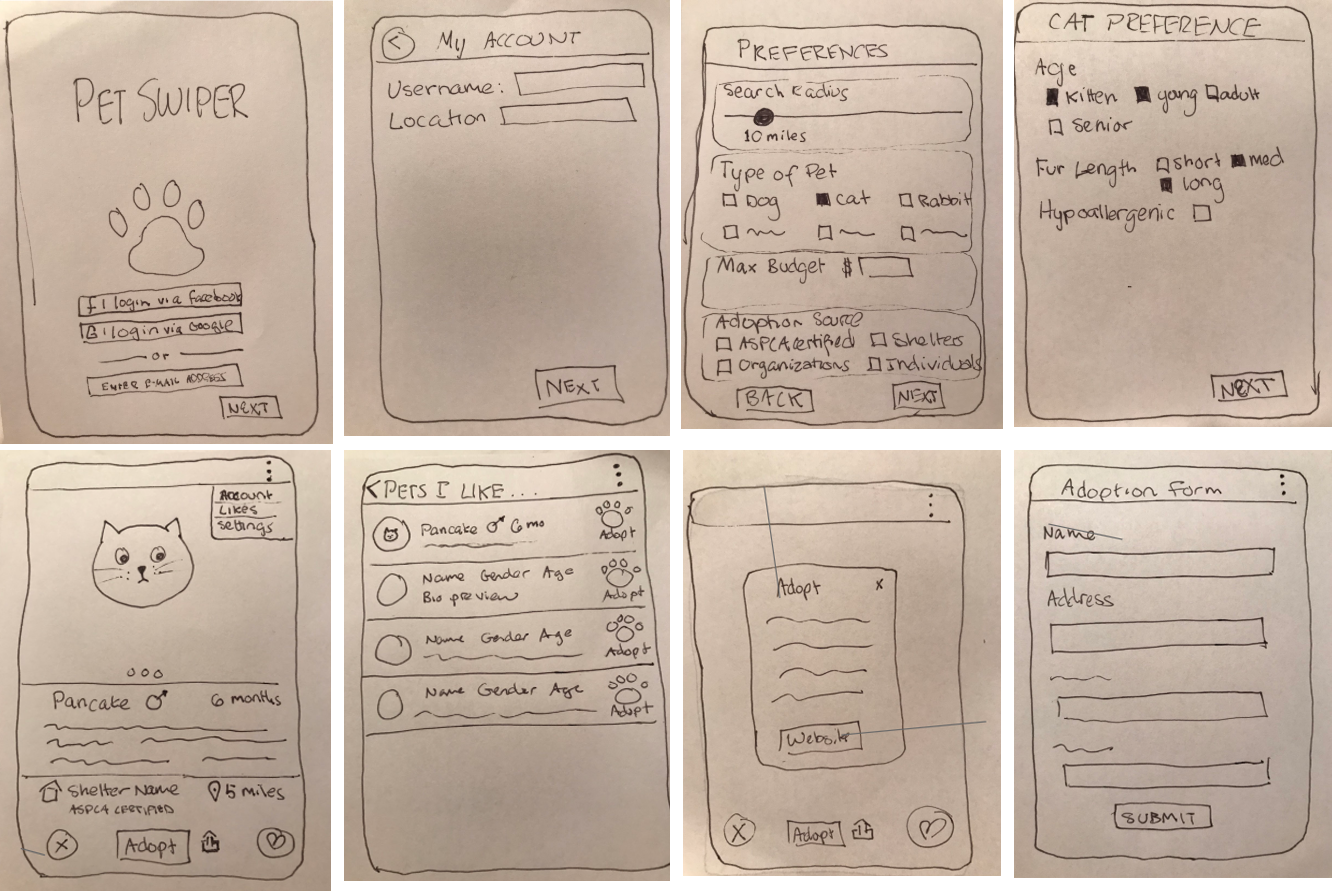 PET SWIPER
f | login via facebook
G | login via Google
or
ENTER E-MAIL ADDRESS
NEXT
< My ACCOUNT
Username:
Location
NEXT
PREFERENCES
Search Radius
10 miles
Type of Pet
Dog Cat Rabbit
Max Budget $
Adoption Source
ASPCA certified Shelters
Organizations Individuals
BACK NEXT
CAT PREFERENCE
Age
Kitten young adult
Senior
Fur Length short med
long
Hypoallergenic
NEXT
Account
Likes
Settings
Pancake ♂ 6 months
Shelter Name 5 miles
ASPCA CERTIFIED
X Adopt
< PETS I LIKE...
Pancake ♂ 6 mo
Adopt
Name Gender Age
Bio preview
Adopt
Name Gender Age
Adopt
Name Gender Age
Adopt
Adopt x
Website
X Adopt
Adoption Form
Name
Address
SUBMIT